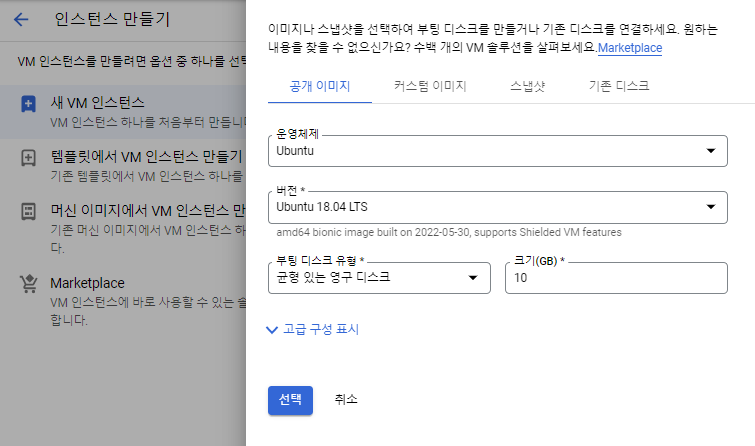 인스턴스 만들기
VM 인스턴스를 만들려면 옵션 중 하나를 선택
새 VM 인스턴스
VM 인스턴스 하나를 처음부터 만듭니다
템플릿에서 VM 인스턴스 만들기
기존 템플릿에서 VM 인스턴스 하나를
머신 이미지에서 VM 인스턴스 만
기존 머신 이미지에서 VM 인스턴스 하
다.
Marketplace
VM 인스턴스에 바로 사용할 수 있는 솔
합니다.
이미지나 스냅샷을 선택하여 부팅 디스크를 만들거나 기존 디스크를 연결하세요. 원하는
내용을 찾을 수 없으신가요? 수백 개의 VM 솔루션을 살펴보세요.Marketplace
공개 이미지 커스텀 이미지 스냅샷 기존 디스크
운영체제
Ubuntu
버전 *
Ubuntu 18.04 LTS
amd64 bionic image built on 2022-05-30, supports Shielded VM features
부팅 디스크 유형 * 크기(GB) *
균형 있는 영구 디스크 10
고급 구성 표시
선택 취소